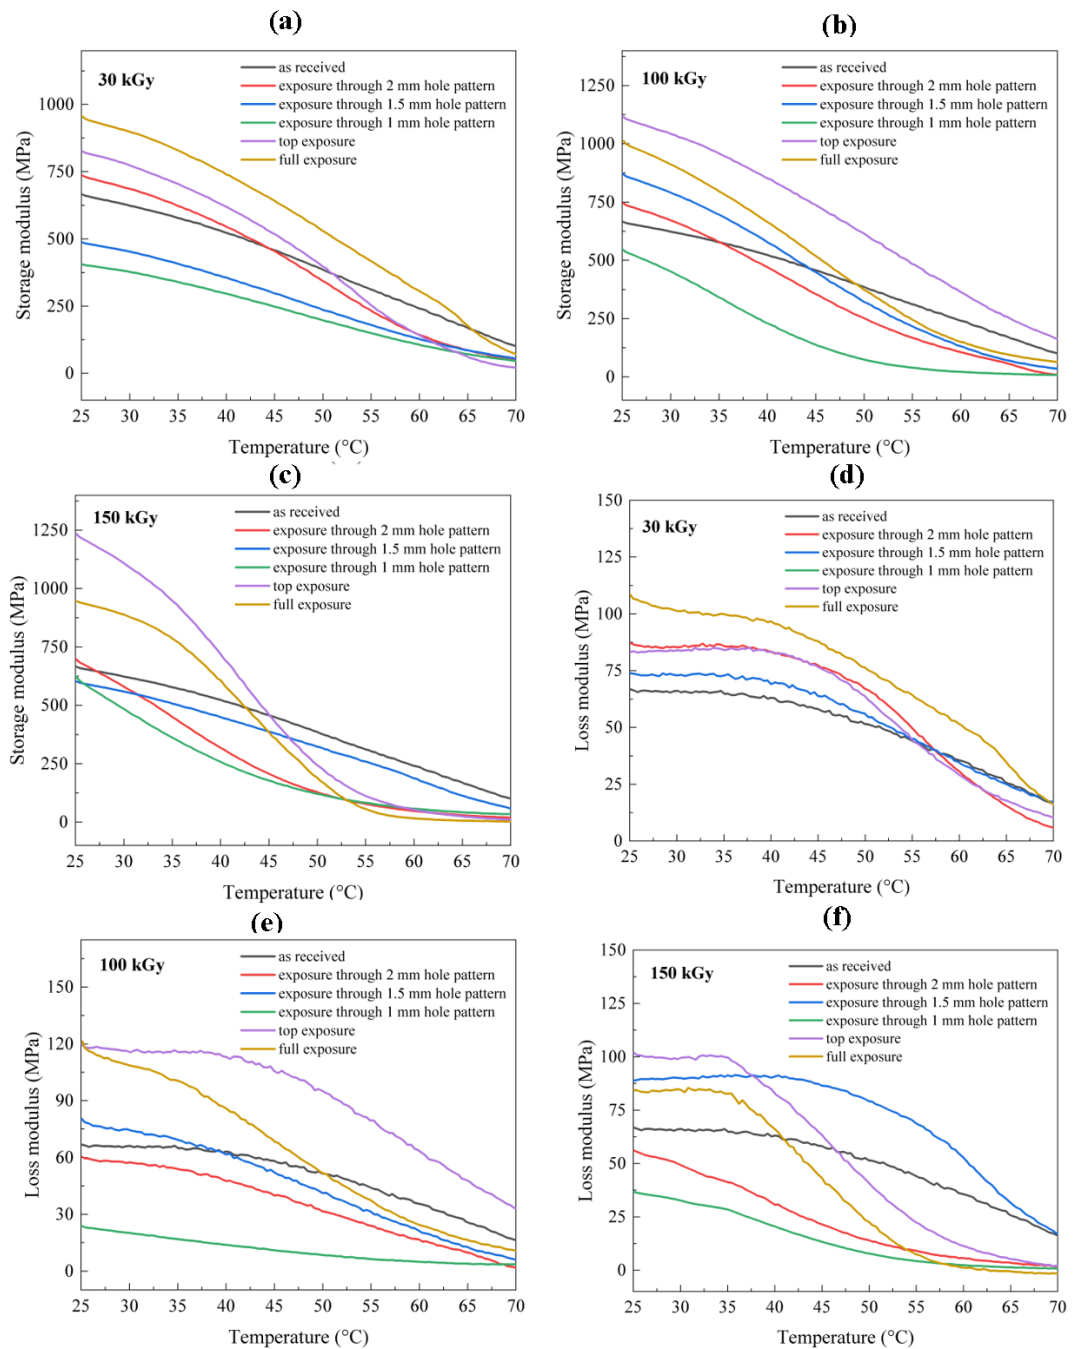 (a)
30 kGy
as received
exposure through 2 mm hole pattern
exposure through 1.5 mm hole pattern
exposure through 1 mm hole pattern
top exposure
full exposure
Storage modulus (MPa)
1000
750
500
250
0
25 30 35 40 45 50 55 60 65 70
Temperature (°C)
(b)
100 kGy
as received
exposure through 2 mm hole pattern
exposure through 1.5 mm hole pattern
exposure through 1 mm hole pattern
top exposure
full exposure
Storage modulus (MPa)
1250
1000
750
500
250
0
25 30 35 40 45 50 55 60 65 70
Temperature (°C)
(c)
150 kGy
as received
exposure through 2 mm hole pattern
exposure through 1.5 mm hole pattern
exposure through 1 mm hole pattern
top exposure
full exposure
Storage modulus (MPa)
1250
1000
750
500
250
0
25 30 35 40 45 50 55 60 65 70
Temperature (°C)
(d)
30 kGy
as received
exposure through 2 mm hole pattern
exposure through 1.5 mm hole pattern
exposure through 1 mm hole pattern
top exposure
full exposure
Loss modulus (MPa)
150
125
100
75
50
25
0
25 30 35 40 45 50 55 60 65 70
Temperature (°C)
(e)
100 kGy
as received
exposure through 2 mm hole pattern
exposure through 1.5 mm hole pattern
exposure through 1 mm hole pattern
top exposure
full exposure
Loss modulus (MPa)
150
120
90
60
30
0
25 30 35 40 45 50 55 60 65 70
Temperature (°C)
(f)
150 kGy
as received
exposure through 2 mm hole pattern
exposure through 1.5 mm hole pattern
exposure through 1 mm hole pattern
top exposure
full exposure
Loss modulus (MPa)
150
125
100
75
50
25
0
25 30 35 40 45 50 55 60 65 70
Temperature (°C)